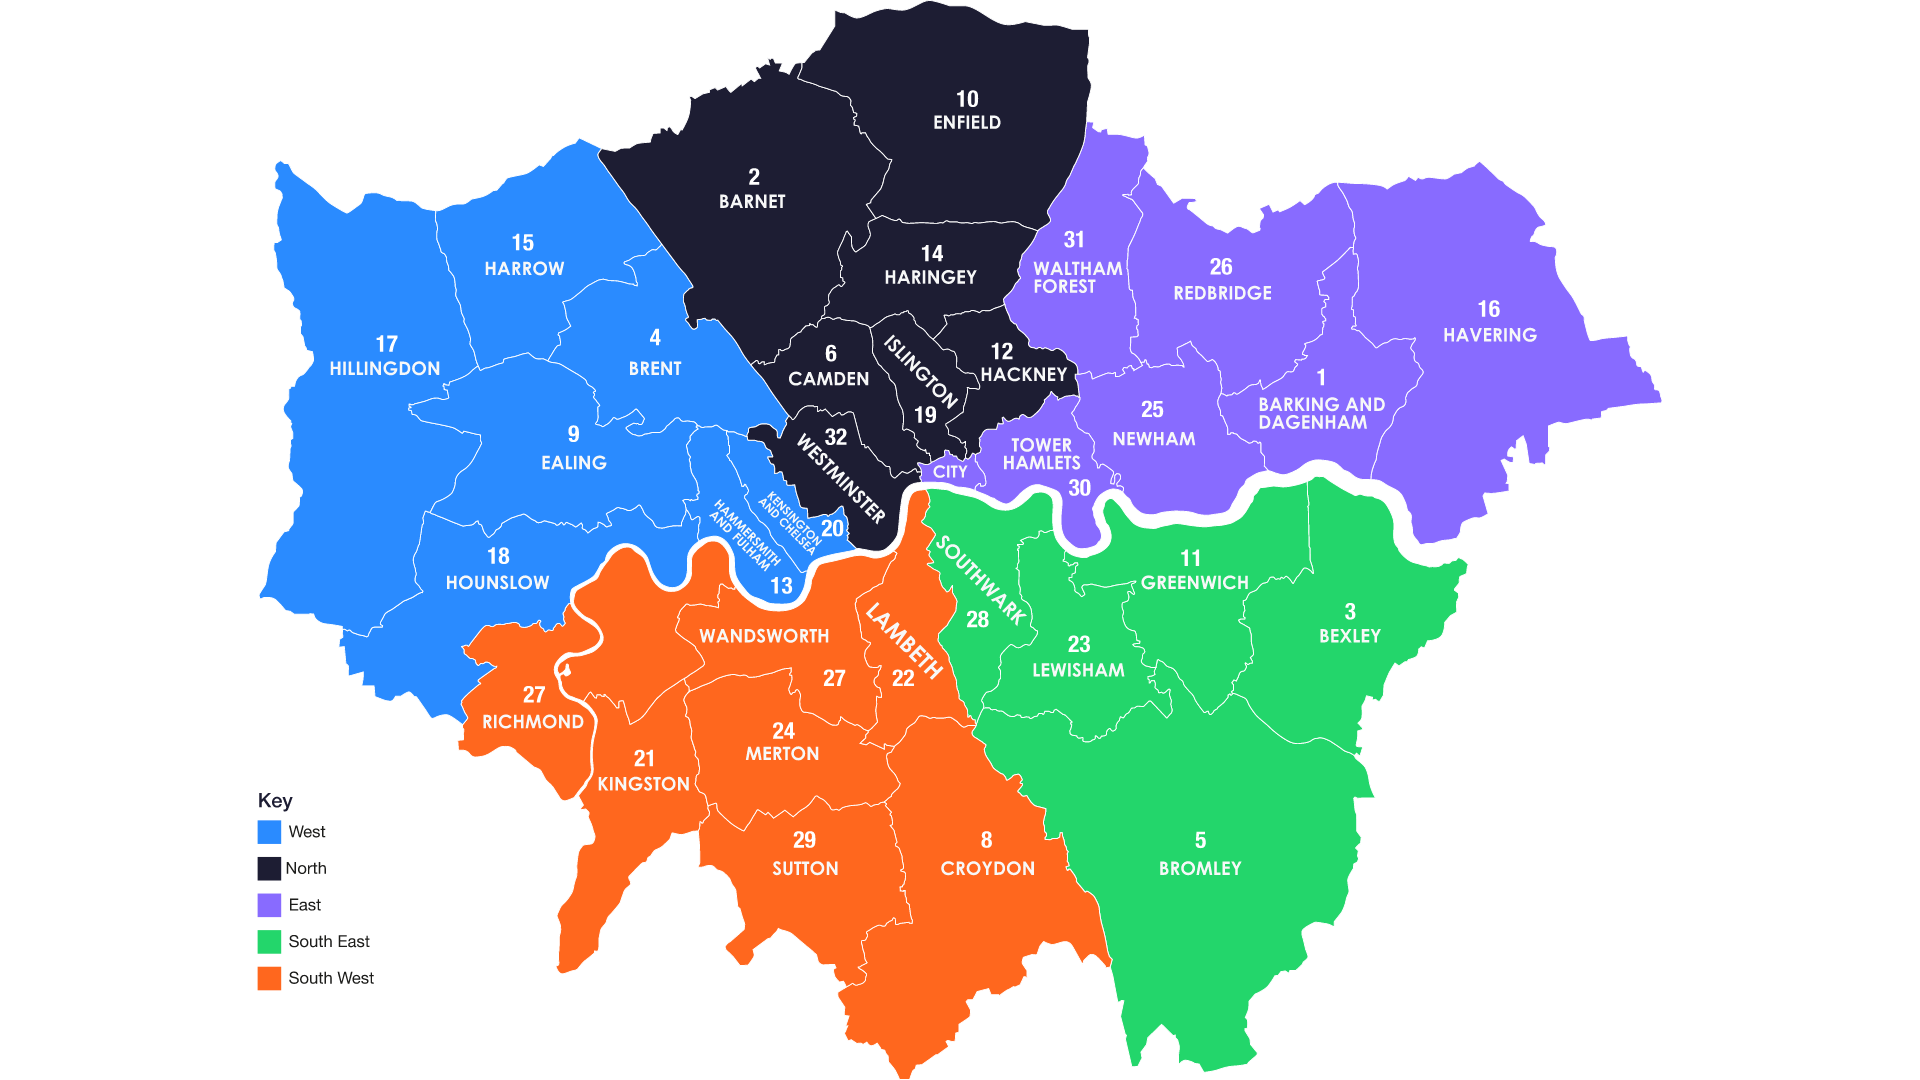 10
ENFIELD
2
BARNET
31
WALTHAM
FOREST
15
HARROW
14
HARINGEY
26
REDBRIDGE
16
HAVERING
17
HILLINGDON
4
BRENT
6
CAMDEN
ISLINGTON
19
12
HACKNEY
1
BARKING AND
DAGENHAM
25
NEWHAM
9
EALING
32
WESTMINSTER
CITY
TOWER
HAMLETS
30
KENSINGTON
AND CHELSEA
20
HAMMERSMITH
AND FULHAM
13
18
HOUNSLOW
SOUTHWARK
28
11
GREENWICH
3
BEXLEY
WANDSWORTH
27
LAMBETH
22
23
LEWISHAM
27
RICHMOND
24
MERTON
21
KINGSTON
29
SUTTON
8
CROYDON
5
BROMLEY
Key
West
North
East
South East
South West